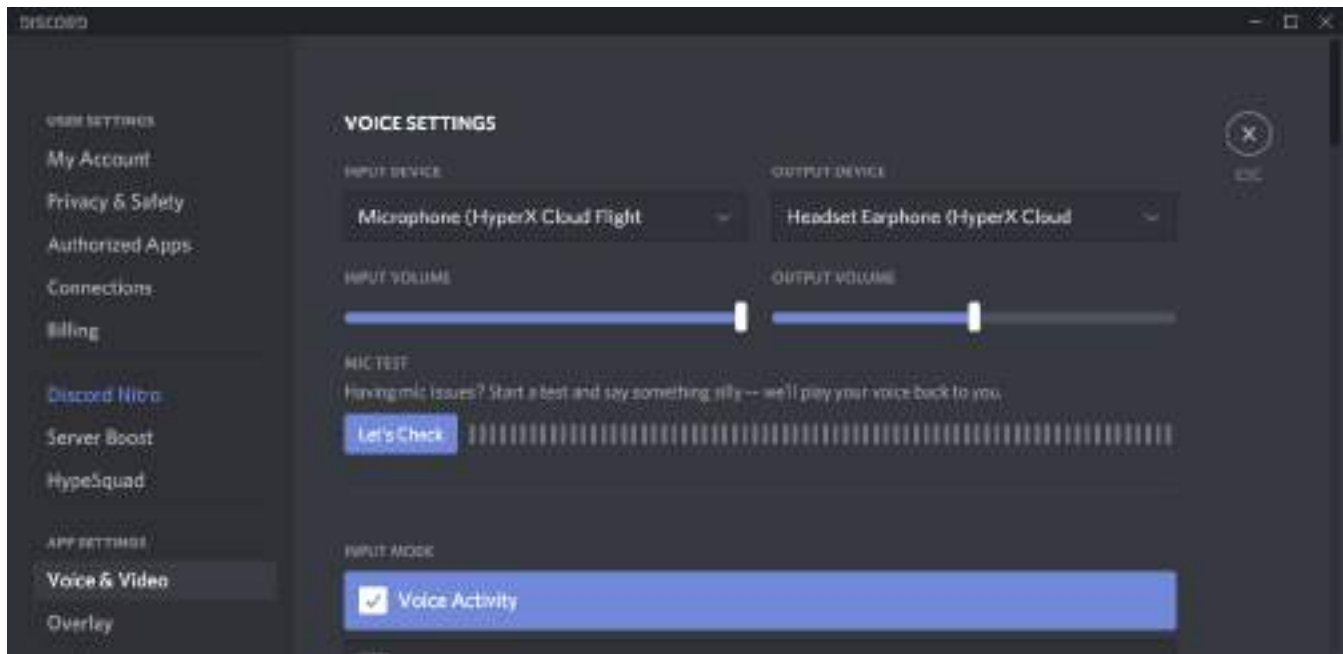 DISCORD
USER SETTINGS
My Account
Privacy & Safety
Authorized Apps
Connections
Billing
Discord Nitro
Server Boost
HypeSquad
APP SETTINGS
Voice & Video
Overlay
VOICE SETTINGS
ESC
INPUT DEVICE
OUTPUT DEVICE
Microphone (HyperX Cloud Flight
Headset Earphone (HyperX Cloud
INPUT VOLUME
OUTPUT VOLUME
MIC TEST
Having mic issues? Start a test and say something silly — we'll play your voice back to you.
Let's Check
INPUT MODE
Voice Activity